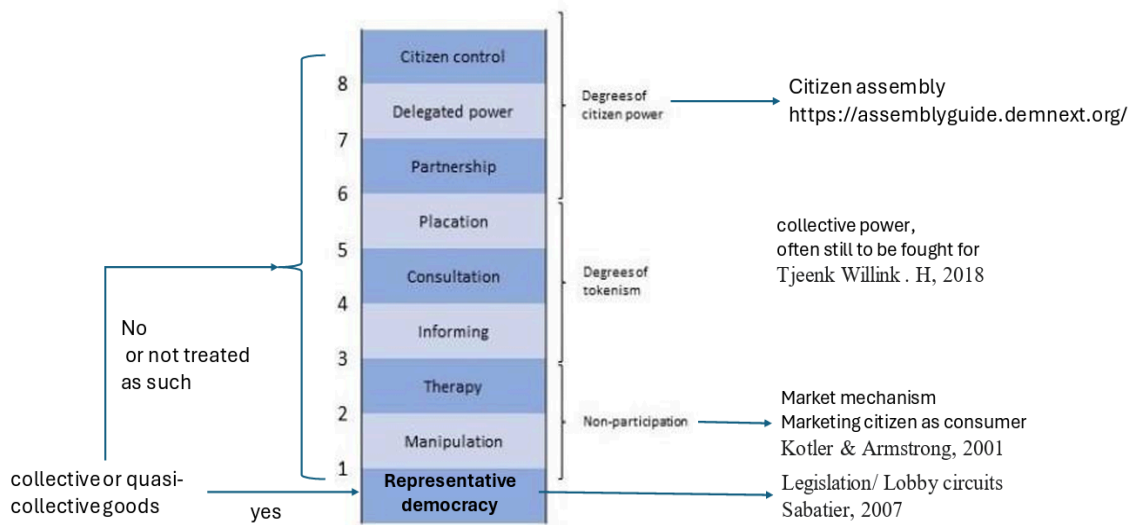 Citizen control
8
Delegated power
7
Partnership
6
Placation
5
Consultation
4
Informing
3
Therapy
2
Manipulation
1
Representative
democracy
Degrees of
citizen power
Degrees of
tokenism
Non-participation
Citizen assembly
https://assemblyguide.demnext.org/
collective power,
often still to be fought for
Tjeenk Willink . H, 2018
Market mechanism
Marketing citizen as consumer
Kotler & Armstrong, 2001
Legislation/ Lobby circuits
Sabatier, 2007
No
or not treated
as such
collective or quasi-
collective goods
yes